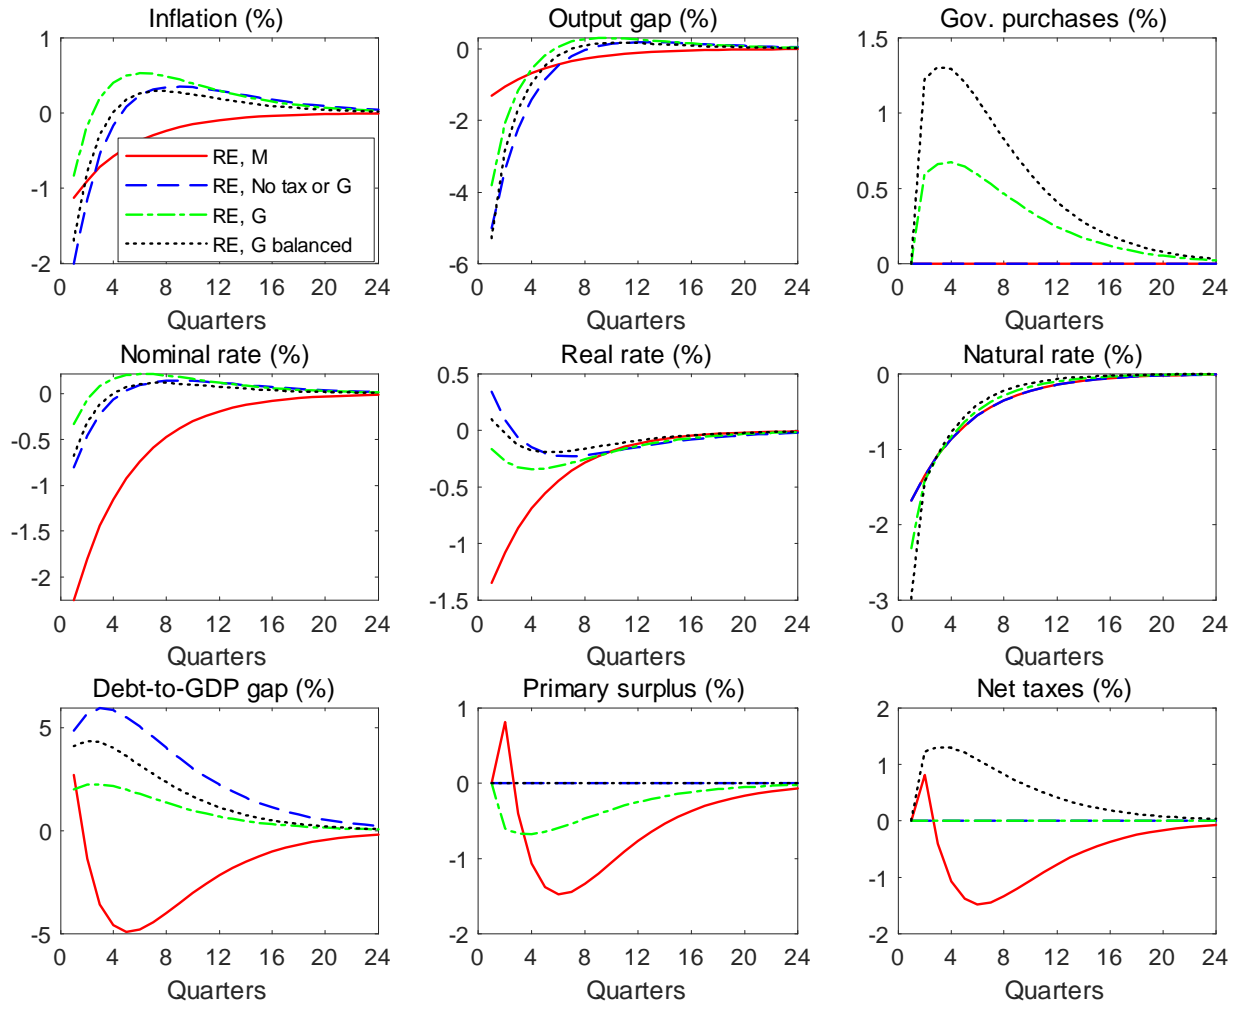 Inflation (%)
Output gap (%)
Gov. purchases (%)
1
0
-1
-2
RE, M
RE, No tax or G
RE, G
RE, G balanced
0 4 8 12 16 20 24
Quarters
0
-2
-4
-6
0 4 8 12 16 20 24
Quarters
1.5
1
0.5
0
0 4 8 12 16 20 24
Quarters
Nominal rate (%)
Real rate (%)
Natural rate (%)
0
-0.5
-1
-1.5
-2
0 4 8 12 16 20 24
Quarters
0.5
0
-0.5
-1
-1.5
0 4 8 12 16 20 24
Quarters
0
-1
-2
-3
0 4 8 12 16 20 24
Quarters
Debt-to-GDP gap (%)
Primary surplus (%)
Net taxes (%)
5
0
-5
0 4 8 12 16 20 24
Quarters
1
0
-1
-2
0 4 8 12 16 20 24
Quarters
2
1
0
-1
-2
0 4 8 12 16 20 24
Quarters